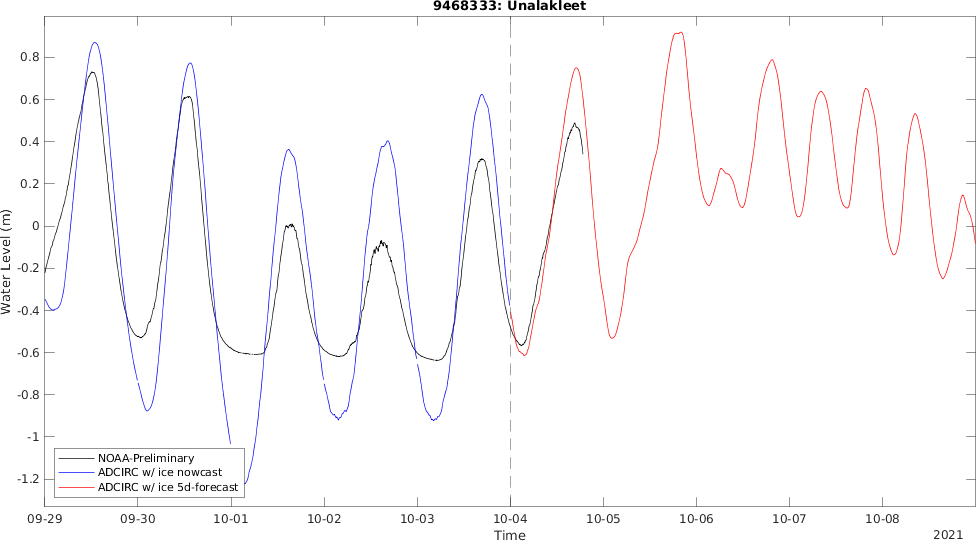 9468333: Unalakleet
0.8
0.6
0.4
0.2
0
-0.2
-0.4
-0.6
-0.8
-1
-1.2
Water Level (m)
NOAA-Preliminary
ADCIRC w/ ice nowcast
ADCIRC w/ ice 5d-forecast
09-29 09-30 10-01 10-02 10-03 10-04 10-05 10-06 10-07 10-08
Time
2021